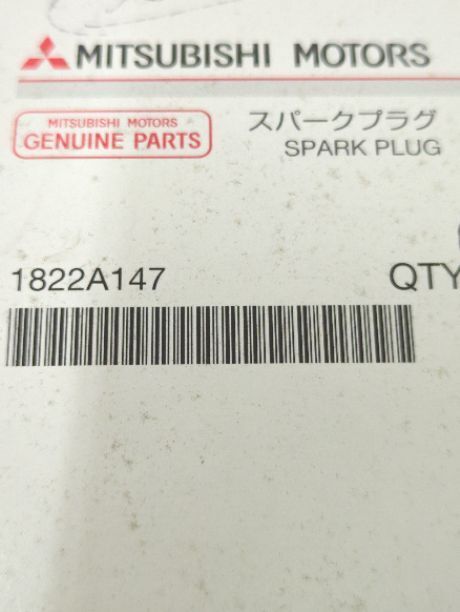 MITSUBISHI MOTORS
MITSUBISHI MOTORS
GENUINE PARTS
スパークプラグ
SPARK PLUG
1822A147
QTY